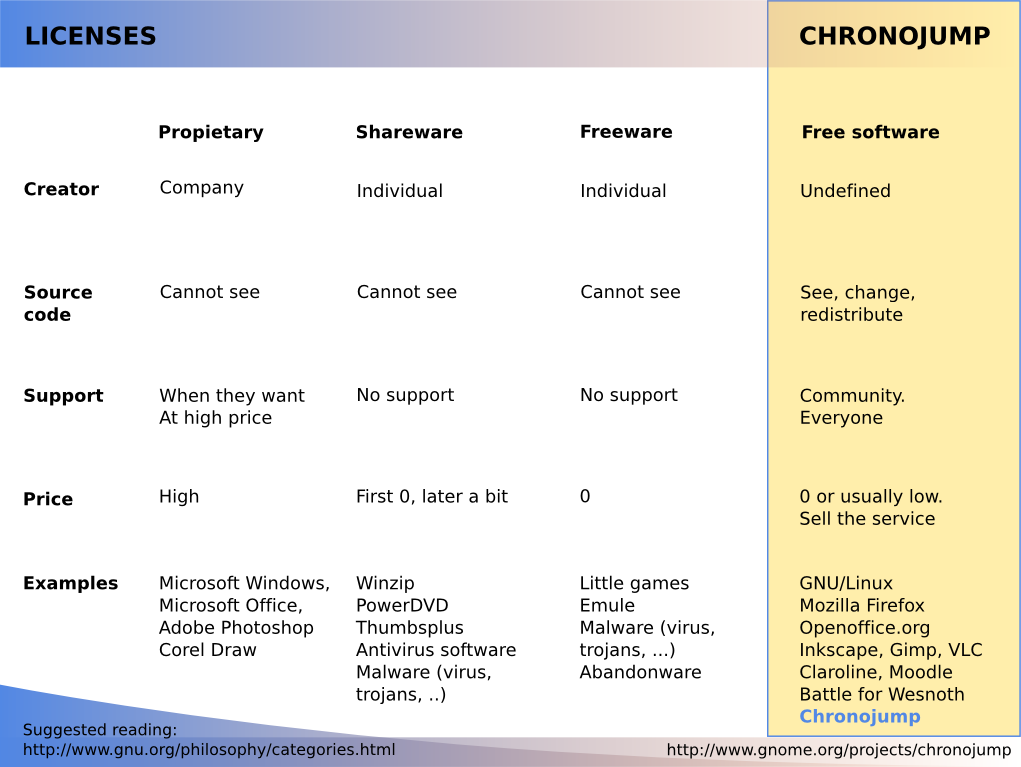 LICENSES
CHRONOJUMP
Propietary Shareware Freeware Free software
Creator Company Individual Individual Undefined
Source Cannot see Cannot see Cannot see See, change,
code redistribute
Support When they want No support No support Community.
At high price Everyone
Price High First 0, later a bit 0 0 or usually low.
Sell the service
Examples Microsoft Windows, Winzip Little games GNU/Linux
Microsoft Office, PowerDVD Emule Mozilla Firefox
Adobe Photoshop Thumbsplus Malware (virus, Openoffice.org
Corel Draw Antivirus software trojans, ...) Inkscape, Gimp, VLC
Malware (virus, Abandonware Claroline, Moodle
trojans, ..) Battle for Wesnoth
Chronojump
Suggested reading:
http://www.gnu.org/philosophy/categories.html http://www.gnome.org/projects/chronojump